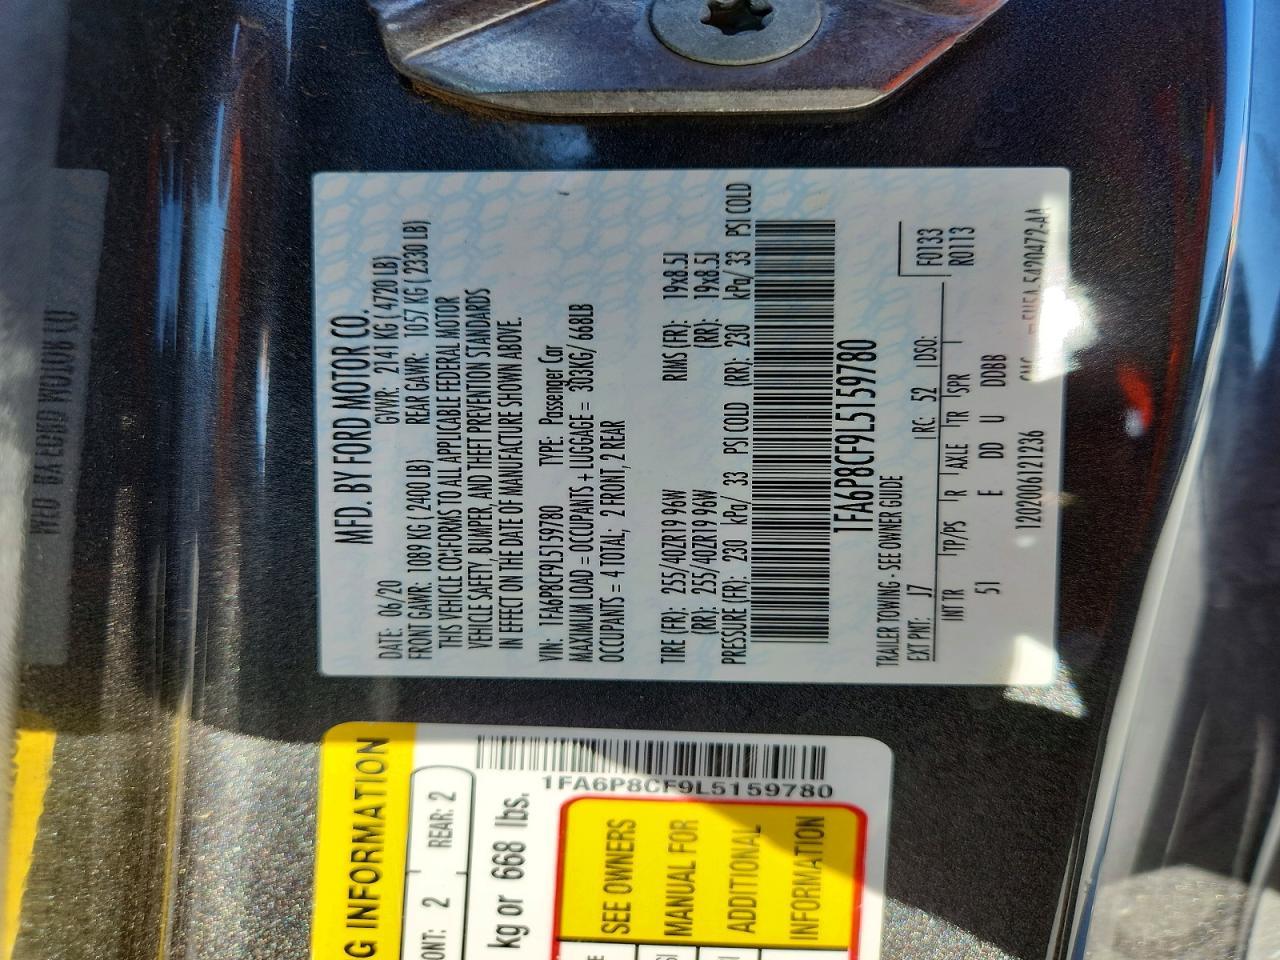 MFD. BY FORD MOTOR CO.
DATE: 06/20 GVWR: 2141 KG (4720 LB)
FRONT GAWR: 1089 KG (2400 LB) REAR GAWR: 1057 KG (2330 LB)
THIS VEHICLE CONFORMS TO ALL APPLICABLE FEDERAL MOTOR
VEHICLE SAFETY, BUMPER, AND THEFT PREVENTION STANDARDS
IN EFFECT ON THE DATE OF MANUFACTURE SHOWN ABOVE.
VIN: 1FA6P8CF9L5159780 TYPE: Passenger Car
MAXIMUM LOAD = OCCUPANTS + LUGGAGE = 303KG/668LB
OCCUPANTS = 4 TOTAL; 2 FRONT, 2 REAR
TIRE (FR): 255/40ZR19 96W RIMS (FR): 19x8.5J
(RR): 255/40ZR19 96W (RR): 19x8.5J
PRESSURE (FR): 230 kPa/ 33 PSI COLD (RR): 230 kPa/ 33 PSI COLD
1FA6P8CF9L5159780
TRAILER TOWING - SEE OWNER GUIDE
EXT PNT: J7 RC: 52 DSO: F0133
INT TR TP/PS R AXLE TR SPR R0113
51 E DD U DDBB
1202006121236
G INFORMATION
ONT: 2 REAR: 2
kg or 668 lbs.
1FA6P8CF9L5159780
SEE OWNERS
MANUAL FOR
ADDITIONAL
INFORMATION